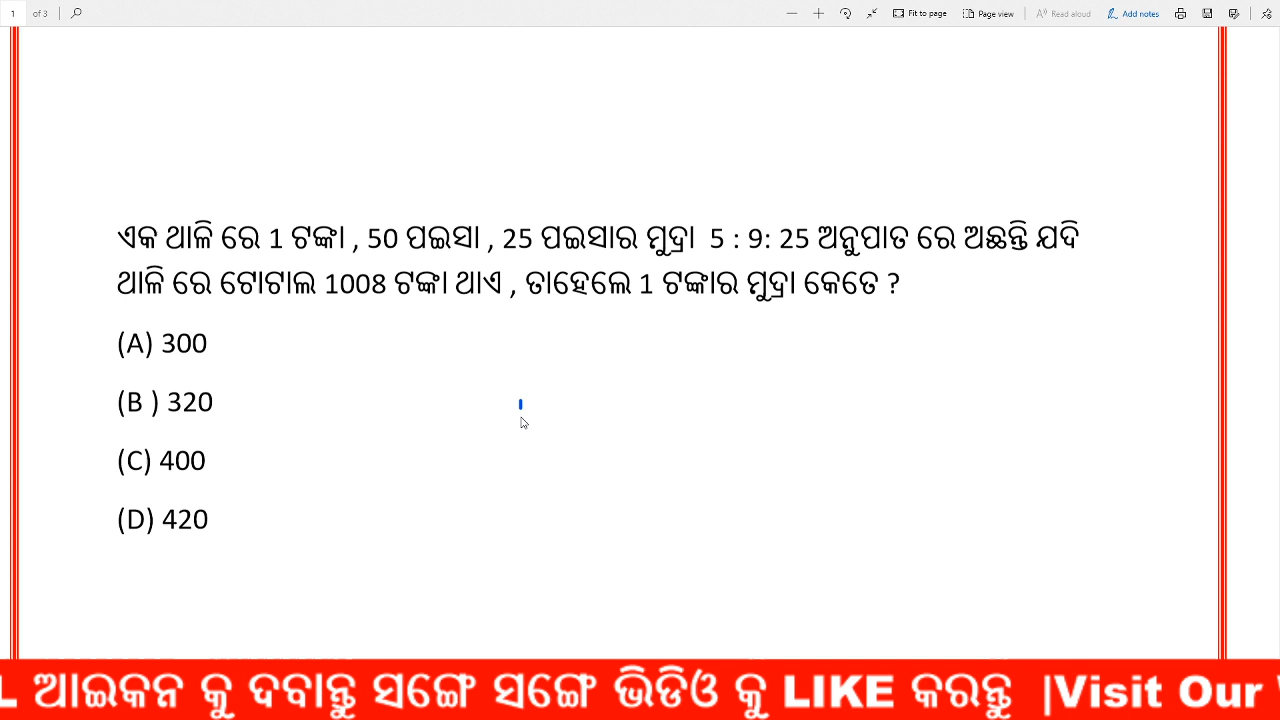 1 of 3 Fit to page Page view Read aloud Add notes
ଏକ ଥାଳି ରେ 1 ଟଙ୍କା , 50 ପଇସା , 25 ପଇସାର ମୁଦ୍ରା 5 : 9: 25 ଅନୁପାତ ରେ ଅଛନ୍ତି ଯଦି
ଥାଳି ରେ ଟୋଟାଲ 1008 ଟଙ୍କା ଥାଏ , ତାହେଲେ 1 ଟଙ୍କାର ମୁଦ୍ରା କେତେ ?
(A) 300
(B ) 320
(C) 400
(D) 420
L ଆଇକନ କୁ ଦବାନ୍ତୁ ସଙ୍ଗେ ସଙ୍ଗେ ଭିଡିଓ କୁ LIKE କରନ୍ତୁ |Visit Our